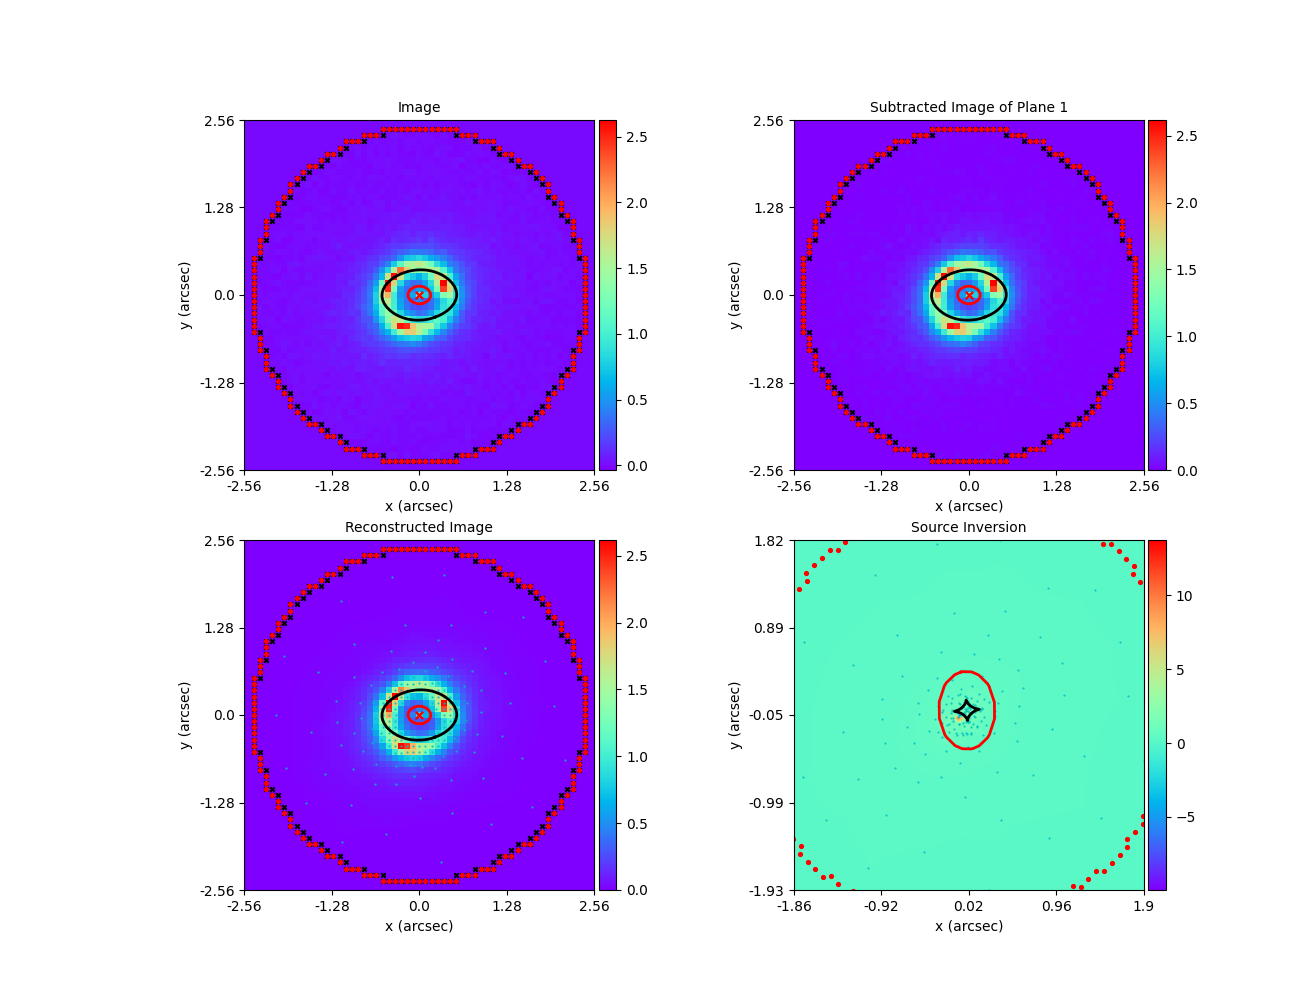 Image
2.56
1.28
0.0
-1.28
-2.56
y (arcsec)
-2.56 -1.28 0.0 1.28 2.56
x (arcsec)
2.5
2.0
1.5
1.0
0.5
0.0
Subtracted Image of Plane 1
2.56
1.28
0.0
-1.28
-2.56
y (arcsec)
-2.56 -1.28 0.0 1.28 2.56
x (arcsec)
2.5
2.0
1.5
1.0
0.5
0.0
Reconstructed Image
2.56
1.28
0.0
-1.28
-2.56
y (arcsec)
-2.56 -1.28 0.0 1.28 2.56
x (arcsec)
2.5
2.0
1.5
1.0
0.5
0.0
Source Inversion
1.82
0.89
-0.05
-0.99
-1.93
y (arcsec)
-1.86 -0.92 0.02 0.96 1.9
x (arcsec)
10
5
0
−5